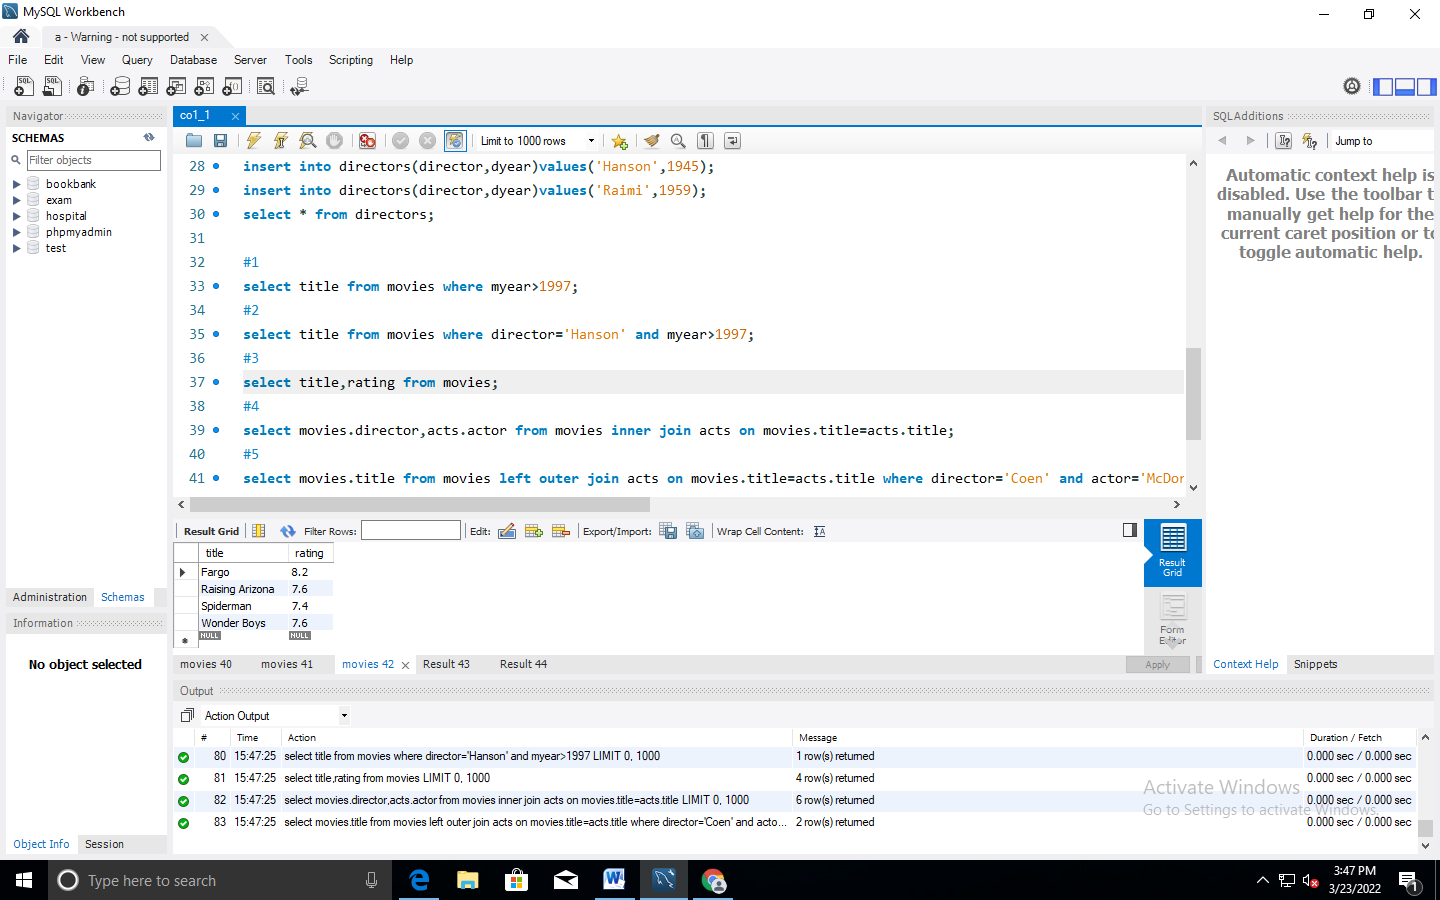 MySQL Workbench
a - Warning - not supported
File Edit View Query Database Server Tools Scripting Help
Navigator
SCHEMAS
Filter objects
bookbank
exam
hospital
phpmyadmin
test
Administration Schemas
Information
No object selected
Object Info Session
co1_1
Limit to 1000 rows
28 insert into directors(director,dyear)values('Hanson',1945);
29 insert into directors(director,dyear)values('Raimi',1959);
30 select * from directors;
31
32 #1
33 select title from movies where myear>1997;
34 #2
35 select title from movies where director='Hanson' and myear>1997;
36 #3
37 select title,rating from movies;
38 #4
39 select movies.director,acts.actor from movies inner join acts on movies.title=acts.title;
40 #5
41 select movies.title from movies left outer join acts on movies.title=acts.title where director='Coen' and actor='McDor
Result Grid Filter Rows: Edit: Export/Import: Wrap Cell Content:
title rating
Fargo 8.2
Raising Arizona 7.6
Spiderman 7.4
Wonder Boys 7.6
NULL NULL
Result Grid
Form Editor
movies 40 movies 41 movies 42 Result 43 Result 44
Apply
SQLAdditions
Jump to
Automatic context help is
disabled. Use the toolbar t
manually get help for the
current caret position or to
toggle automatic help.
Context Help Snippets
Output
Action Output
# Time Action Message Duration / Fetch
80 15:47:25 select title from movies where director='Hanson' and myear>1997 LIMIT 0, 1000 1 row(s) returned 0.000 sec / 0.000 sec
81 15:47:25 select title,rating from movies LIMIT 0, 1000 4 row(s) returned 0.000 sec / 0.000 sec
82 15:47:25 select movies.director,acts.actor from movies inner join acts on movies.title=acts.title LIMIT 0, 1000 6 row(s) returned 0.000 sec / 0.000 sec
83 15:47:25 select movies.title from movies left outer join acts on movies.title=acts.title where director='Coen' and acto... 2 row(s) returned 0.000 sec / 0.000 sec
Activate Windows
Go to Settings to activate Windows.
Type here to search
3:47 PM
3/23/2022
1